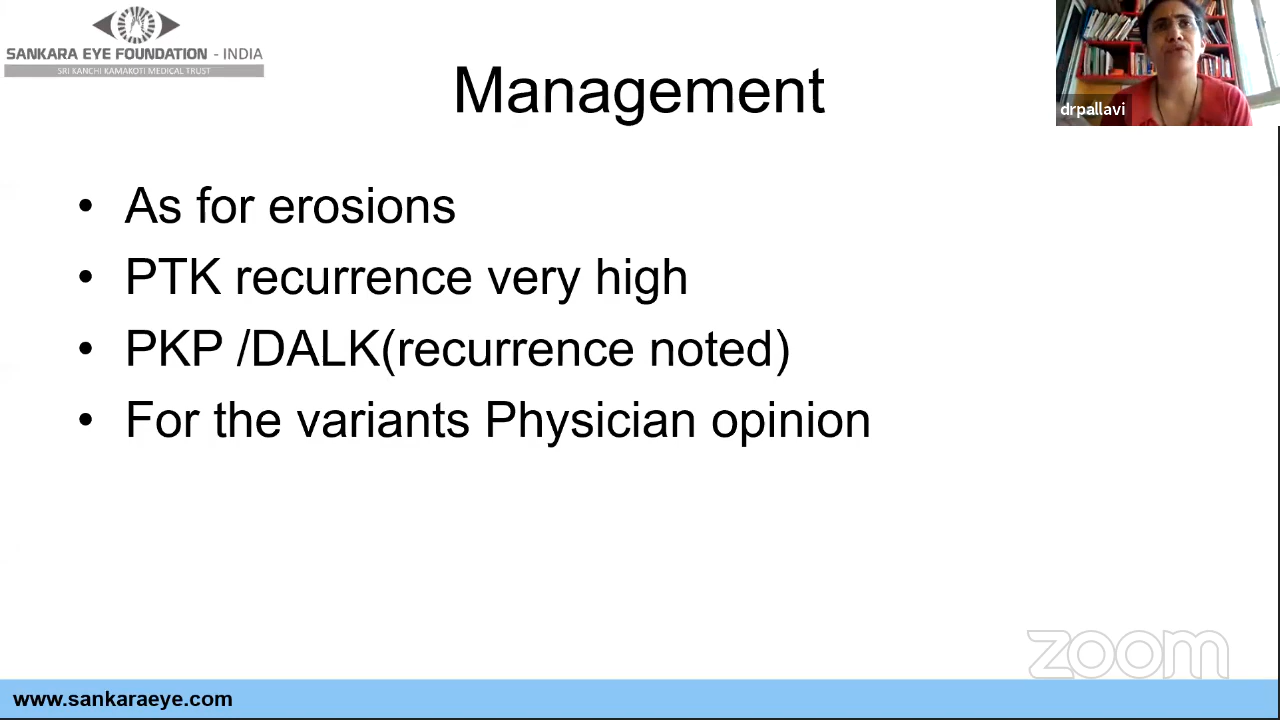 SANKARA EYE FOUNDATION - INDIA
SRI KANCHI KAMAKOTI MEDICAL TRUST
Management
drpallavi
• As for erosions
• PTK recurrence very high
• PKP /DALK(recurrence noted)
• For the variants Physician opinion
zoom
www.sankaraeye.com